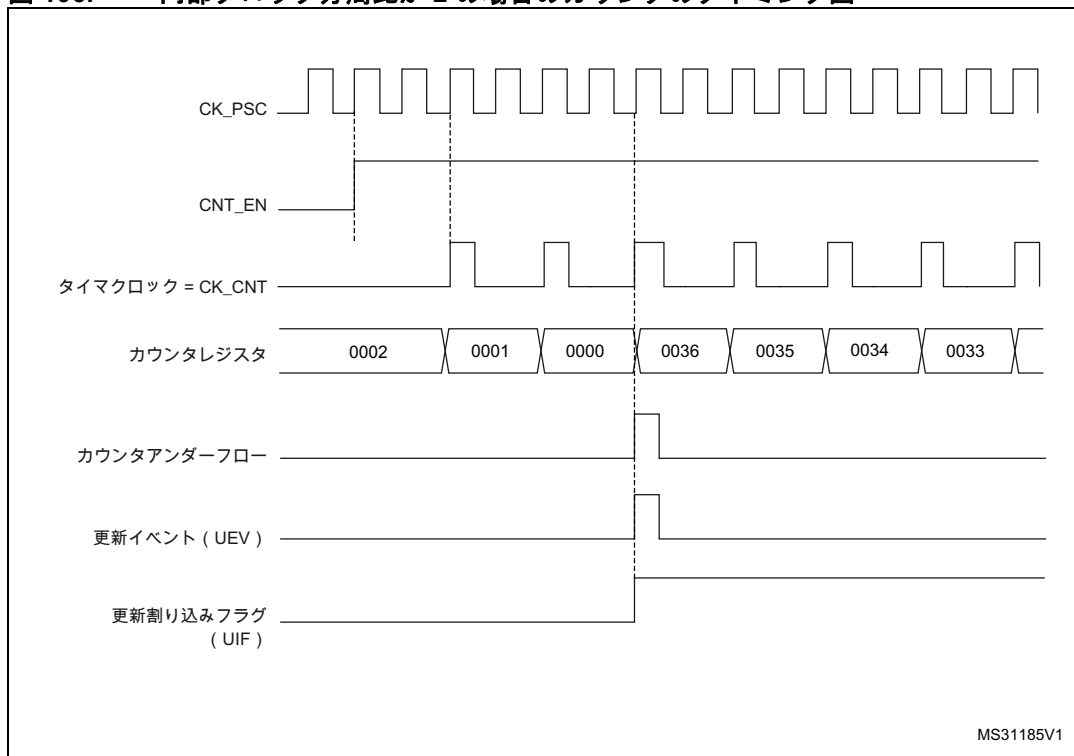 CK_PSC
CNT_EN
タイマクロック = CK_CNT
カウンタレジスタ
0002 0001 0000 0036 0035 0034 0033
カウンタアンダーフロー
更新イベント ( UEV )
更新割り込みフラグ
( UIF )
MS31185V1